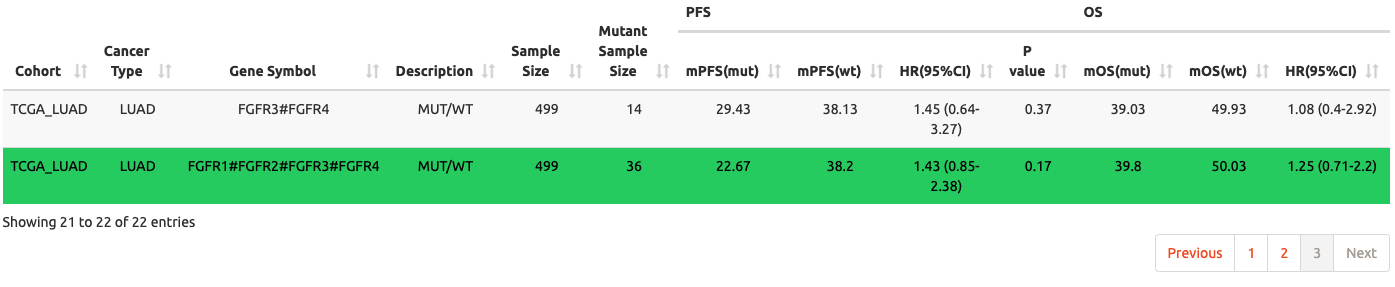 PFS OS
Cohort Cancer Type Gene Symbol Description Sample Size Mutant Sample Size mPFS(mut) mPFS(wt) HR(95%CI) P value mOS(mut) mOS(wt) HR(95%CI)
TCGA_LUAD LUAD FGFR3#FGFR4 MUT/WT 499 14 29.43 38.13 1.45 (0.64-3.27) 0.37 39.03 49.93 1.08 (0.4-2.92)
TCGA_LUAD LUAD FGFR1#FGFR2#FGFR3#FGFR4 MUT/WT 499 36 22.67 38.2 1.43 (0.85-2.38) 0.17 39.8 50.03 1.25 (0.71-2.2)
Showing 21 to 22 of 22 entries
Previous 1 2 3 Next